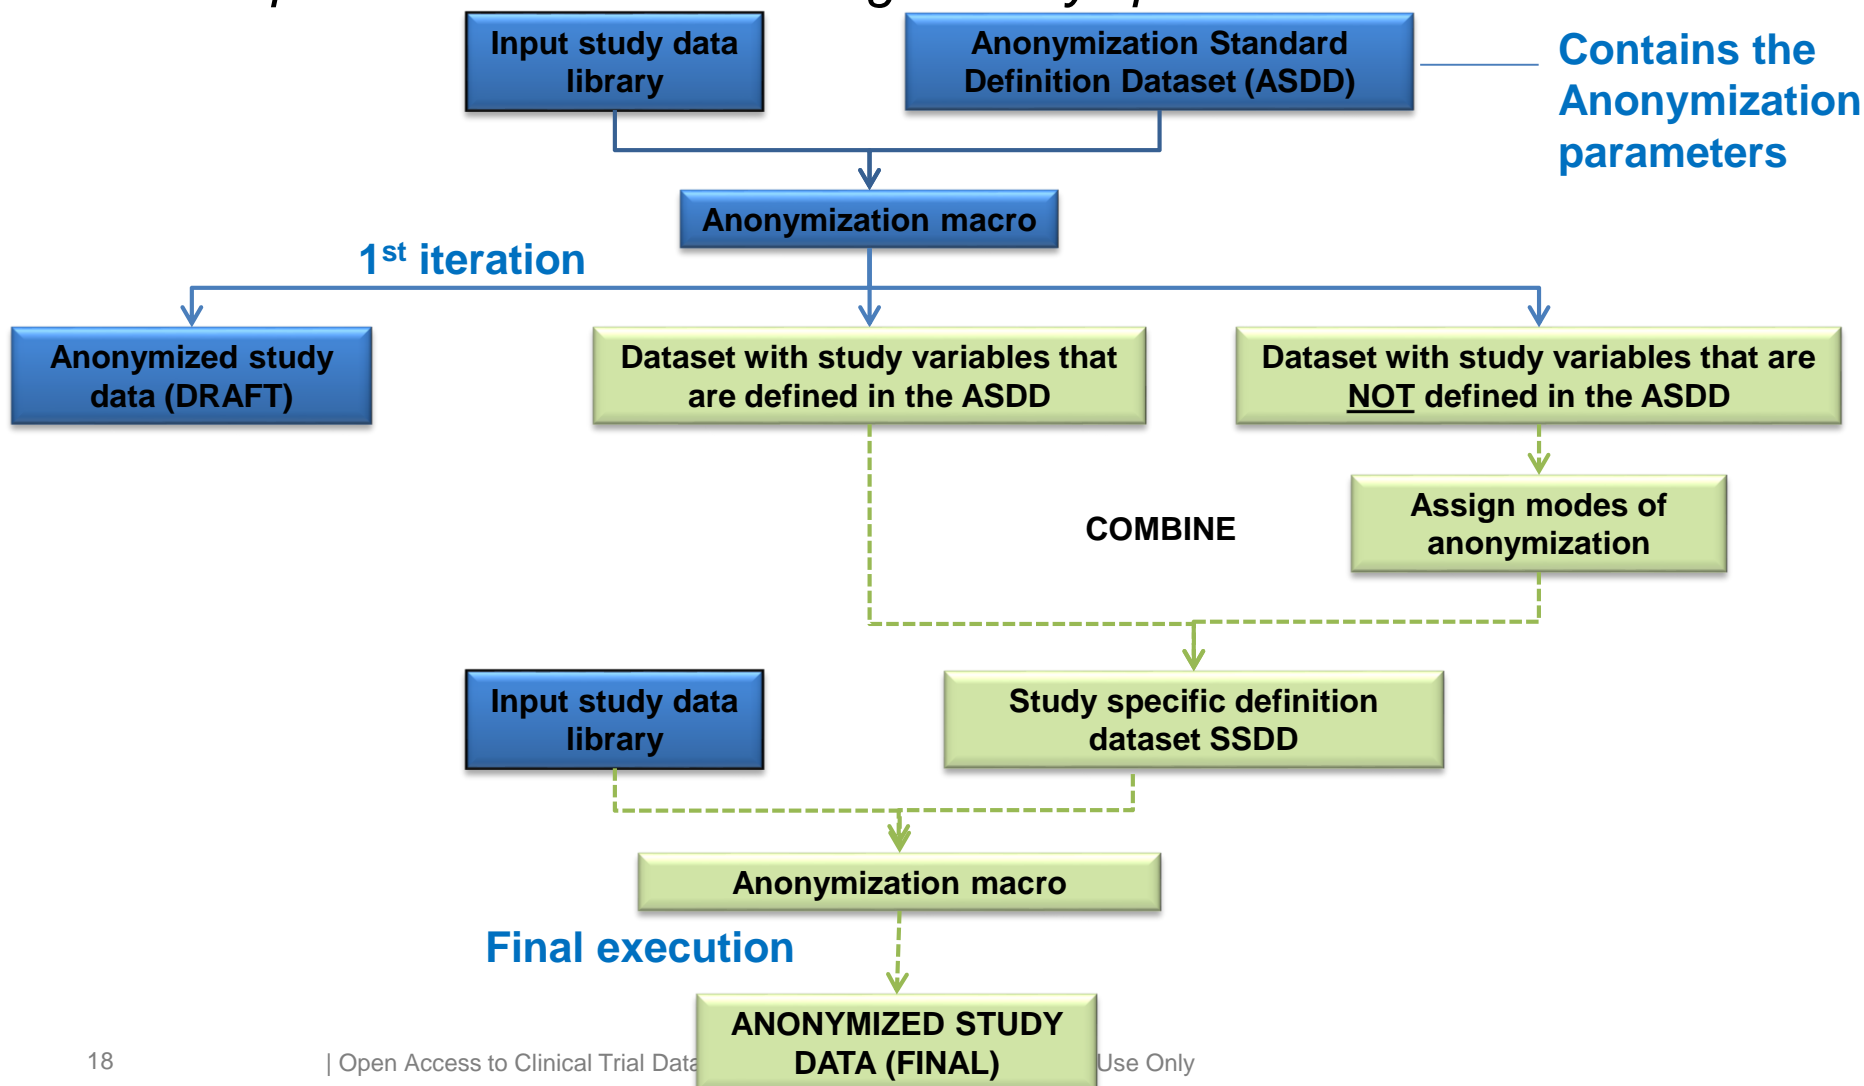 Input study data
library
Anonymization Standard
Definition Dataset (ASDD)
Contains the
Anonymization
parameters
Anonymization macro
1st iteration
Anonymized study
data (DRAFT)
Dataset with study variables that
are defined in the ASDD
Dataset with study variables that are
NOT defined in the ASDD
COMBINE
Assign modes of
anonymization
Input study data
library
Study specific definition
dataset SSDD
Anonymization macro
Final execution
ANONYMIZED STUDY
DATA (FINAL)
18
| Open Access to Clinical Trial Data
Use Only